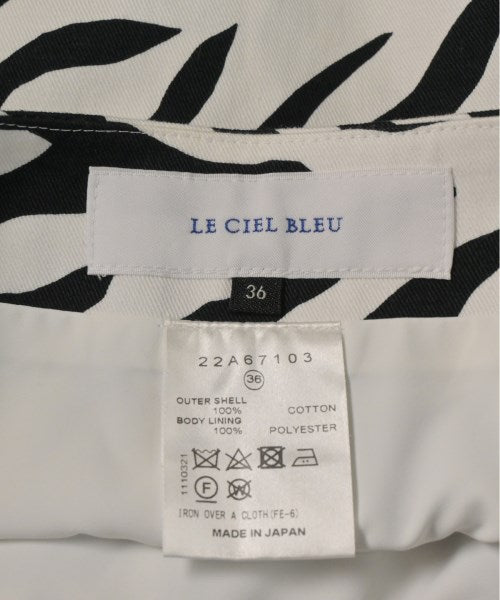 LE CIEL BLEU
36
22A67103
36
OUTER SHELL
100% COTTON
BODY LINING
100% POLYESTER
1110321
F
W
IRON OVER A CLOTH(FE-6)
MADE IN JAPAN